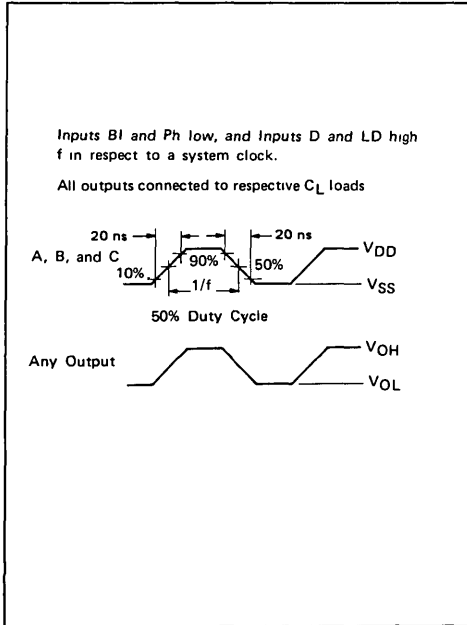 Inputs BI and Ph low, and Inputs D and LD high
f in respect to a system clock.
All outputs connected to respective CL loads
20 ns
20 ns
A, B, and C
90%
VDD
10%
50%
1/f
VSS
50% Duty Cycle
Any Output
VOH
VOL